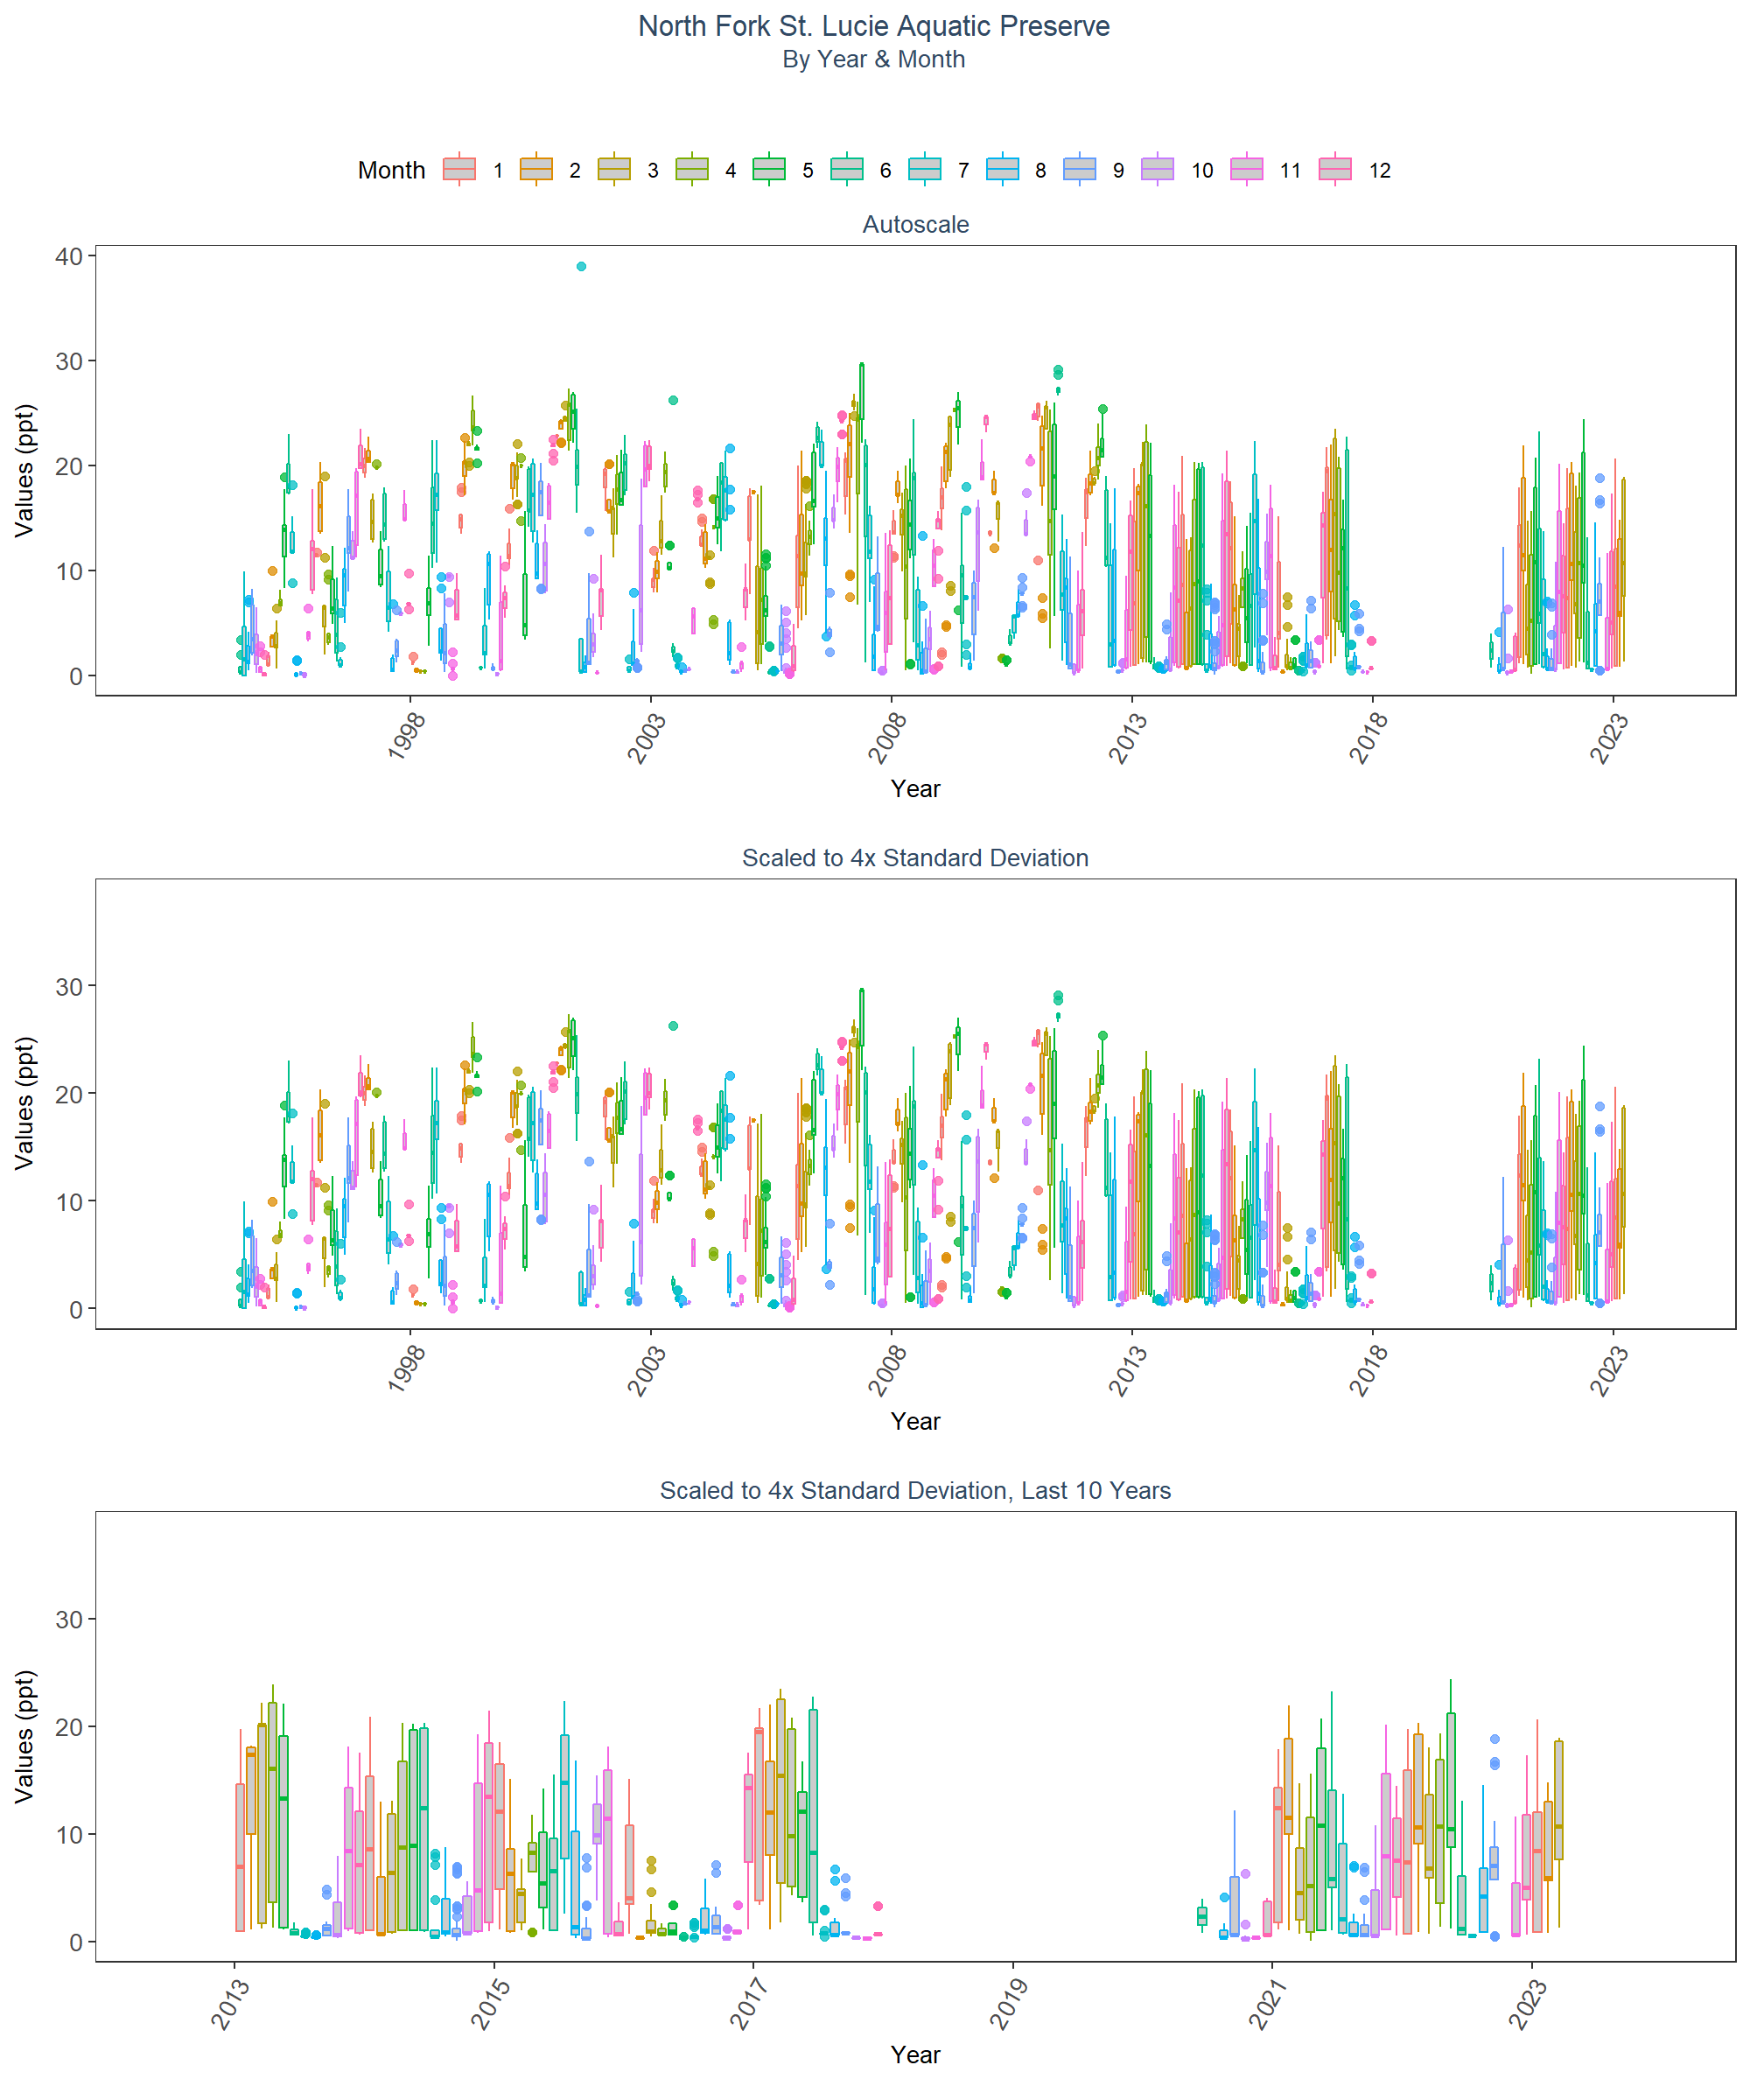 North Fork St. Lucie Aquatic Preserve
By Year & Month
Month 1 2 3 4 5 6 7 8 9 10 11 12
Autoscale
Values (ppt)
40
30
20
10
0
1998 2003 2008 2013 2018 2023
Year
Scaled to 4x Standard Deviation
Values (ppt)
30
20
10
0
1998 2003 2008 2013 2018 2023
Year
Scaled to 4x Standard Deviation, Last 10 Years
Values (ppt)
30
20
10
0
2013 2015 2017 2019 2021 2023
Year